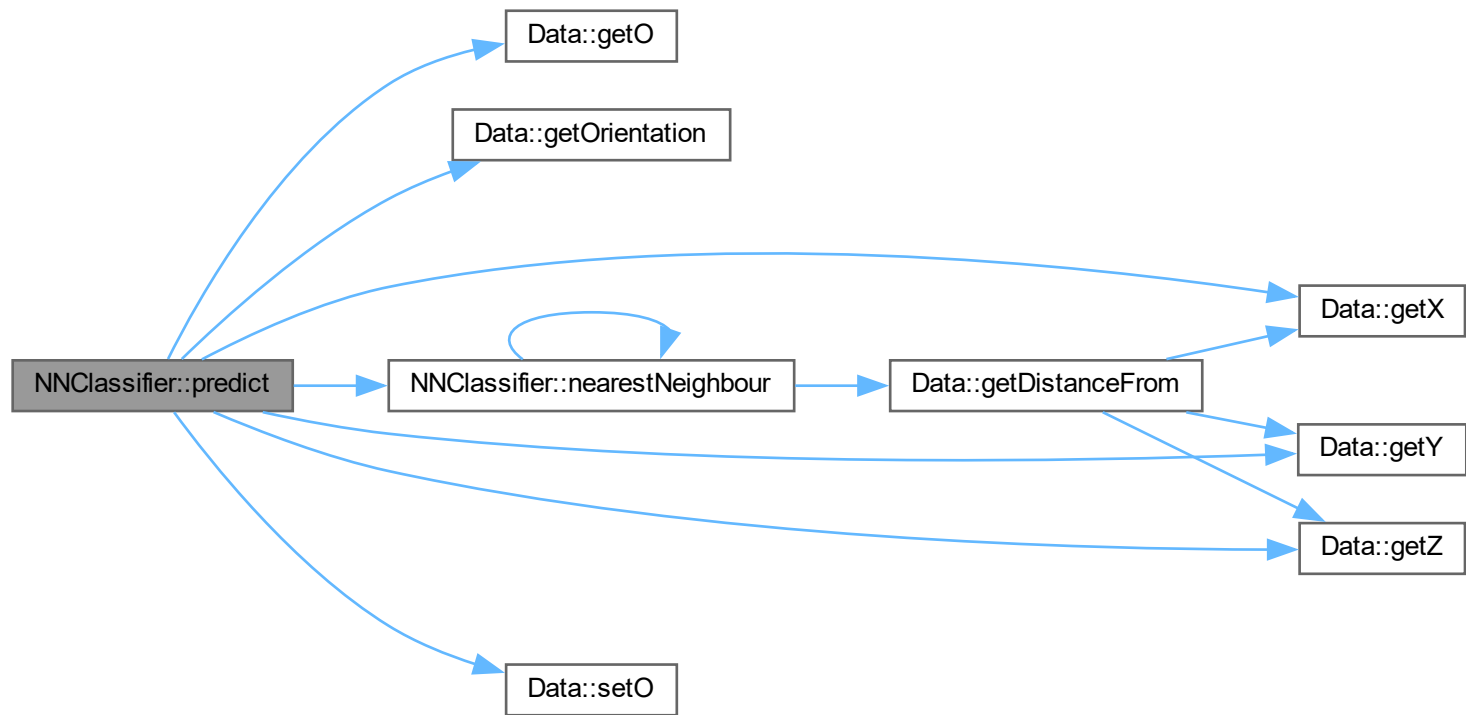 Data::getO
Data::getOrientation
Data::getX
NNClassifier::predict
NNClassifier::nearestNeighbour
Data::getDistanceFrom
Data::getY
Data::getZ
Data::setO